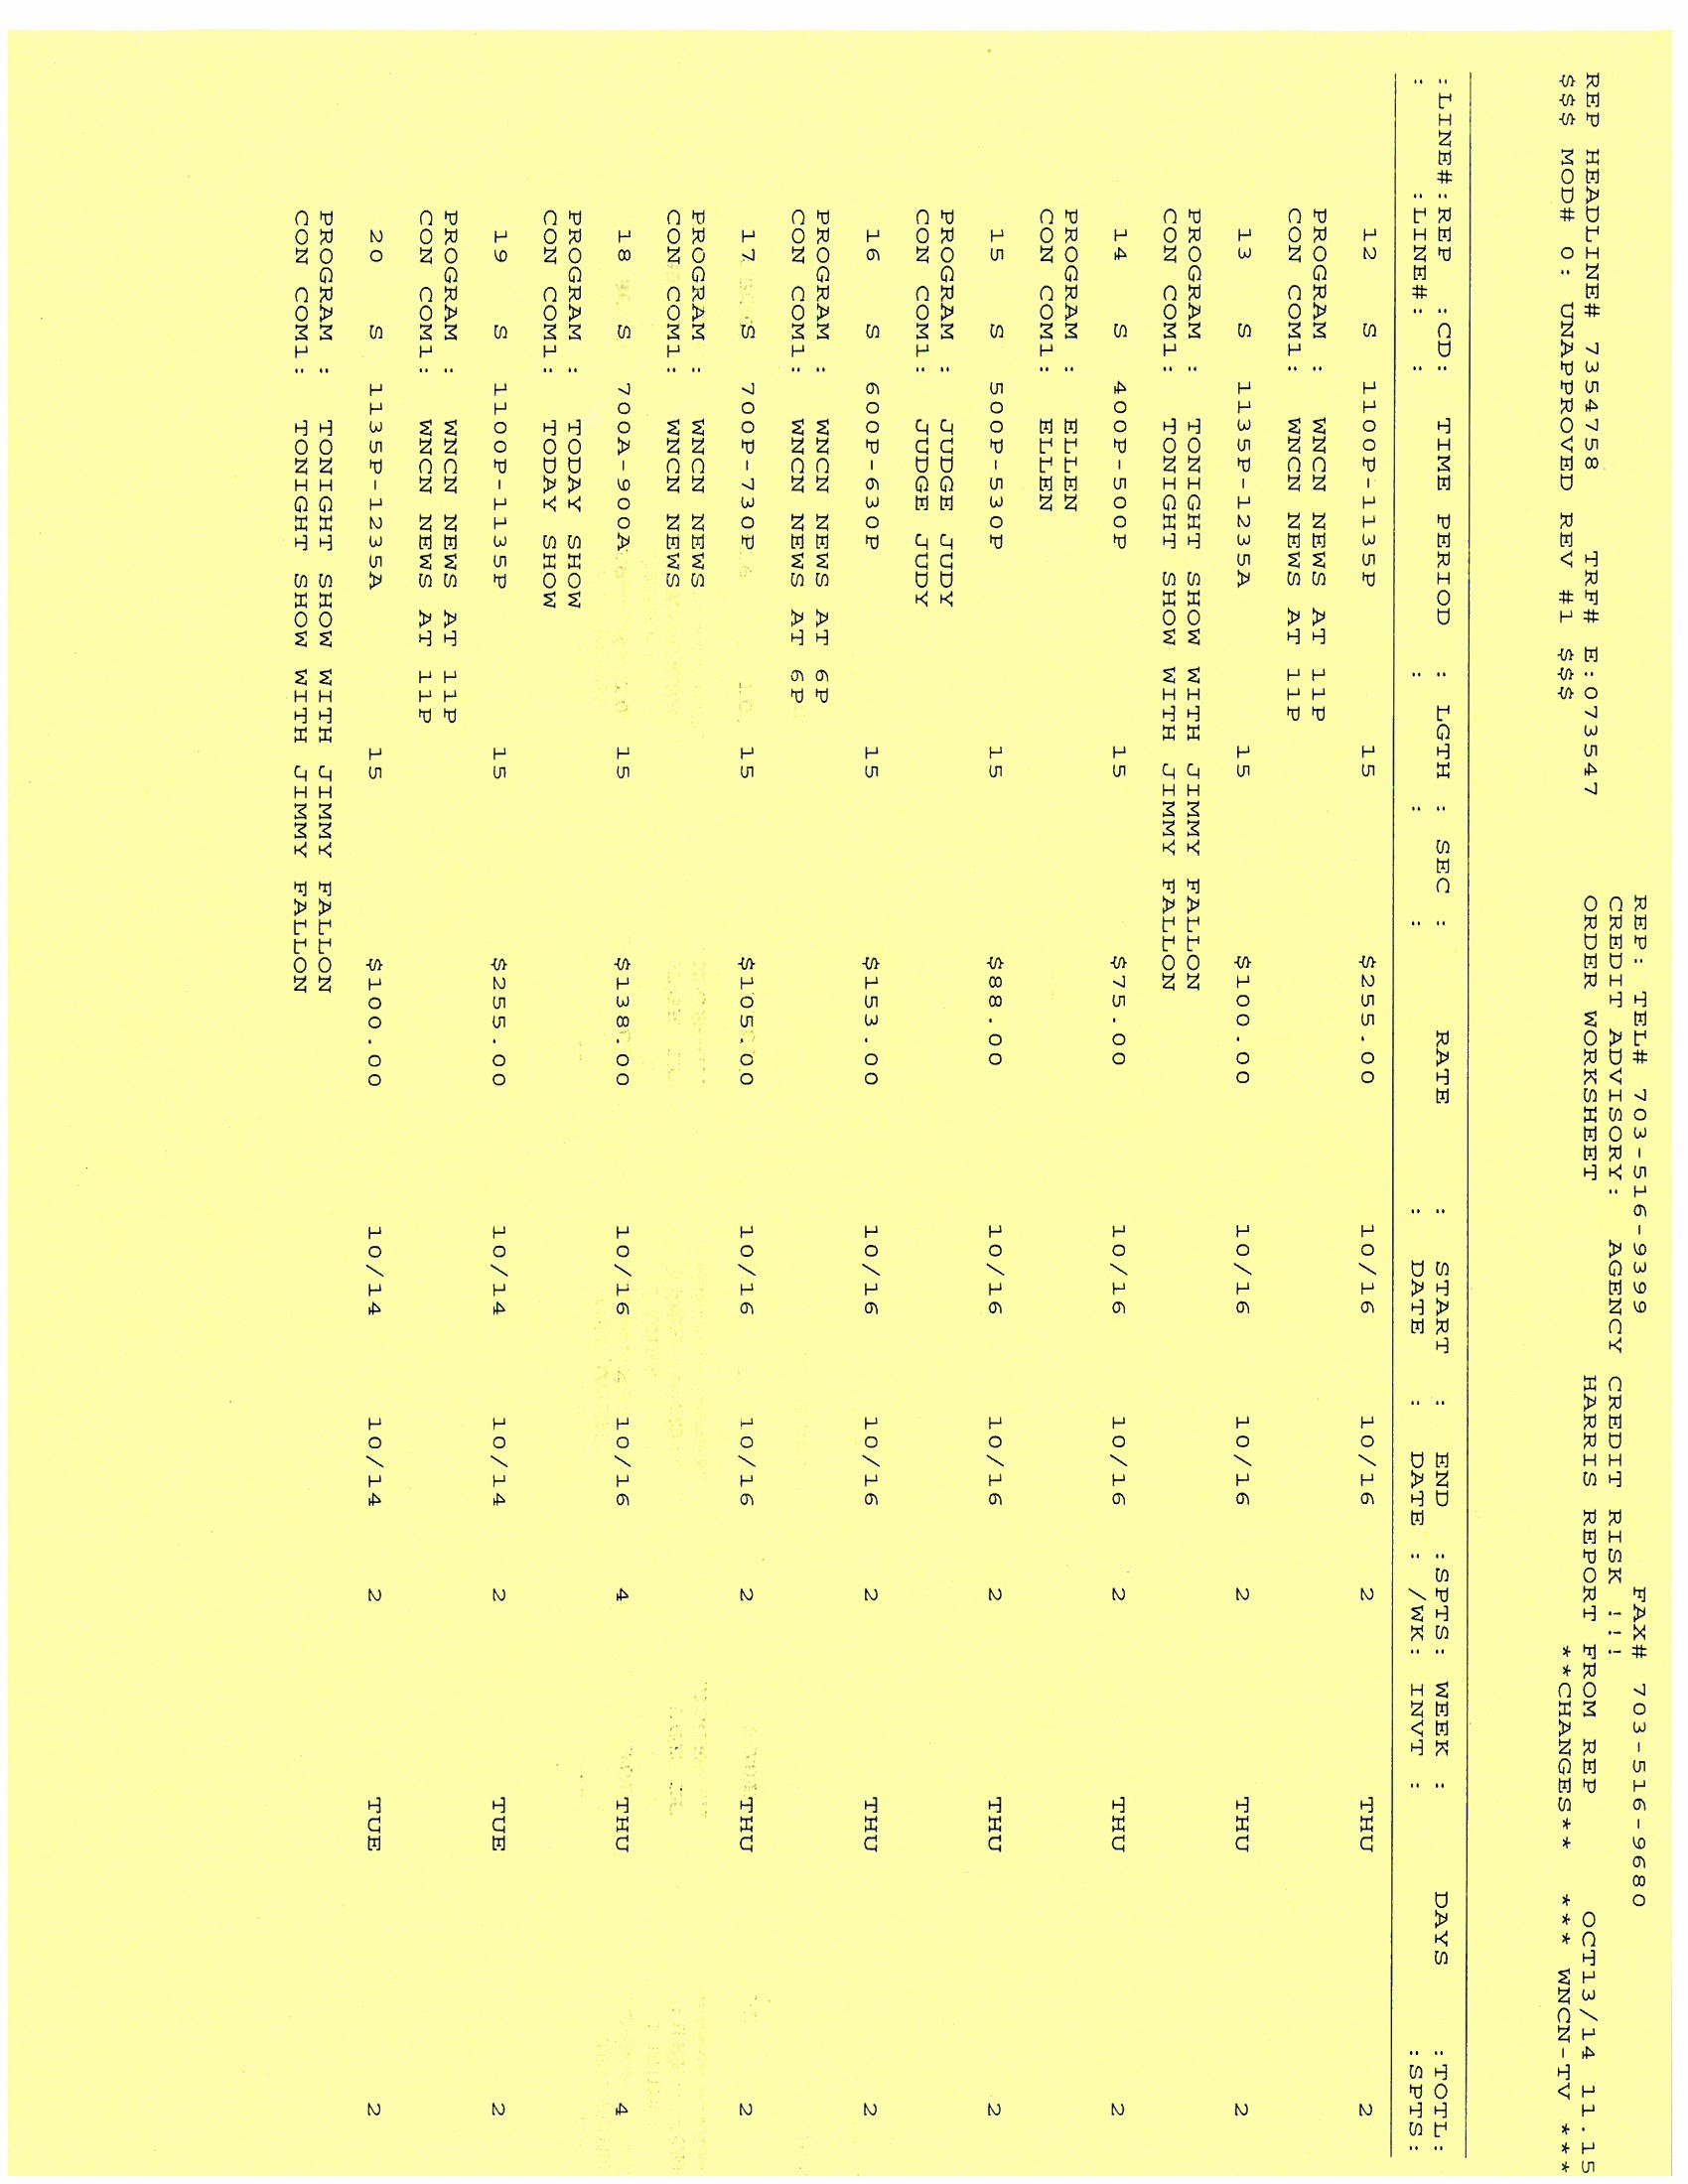 REP: TEL# 703-516-9399 FAX# 703-516-9680
CREDIT ADVISORY: AGENCY CREDIT RISK !!!
REP HEADLINE# 7354758 TRF# E:073547 ORDER WORKSHEET HARRIS REPORT FROM REP OCT13/14 11.15
$$$ MOD# 0: UNAPPROVED REV #1 $$$ **CHANGES** *** WNCN-TV ***
:LINE#:REP :CD: TIME PERIOD : LGTH : SEC : RATE : START : END :SPTS: WEEK : DAYS :TOTL:
: :LINE#: : : : : DATE : DATE : /WK: INVT : :SPTS:
12 S 1100P-1135P 15 $255.00 10/16 10/16 2 THU 2
PROGRAM : WNCN NEWS AT 11P
CON COM1: WNCN NEWS AT 11P
13 S 1135P-1235A 15 $100.00 10/16 10/16 2 THU 2
PROGRAM : TONIGHT SHOW WITH JIMMY FALLON
CON COM1: TONIGHT SHOW WITH JIMMY FALLON
14 S 400P-500P 15 $75.00 10/16 10/16 2 THU 2
PROGRAM : ELLEN
CON COM1: ELLEN
15 S 500P-530P 15 $88.00 10/16 10/16 2 THU 2
PROGRAM : JUDGE JUDY
CON COM1: JUDGE JUDY
16 S 600P-630P 15 $153.00 10/16 10/16 2 THU 2
PROGRAM : WNCN NEWS AT 6P
CON COM1: WNCN NEWS AT 6P
17 S 700P-730P 15 $105.00 10/16 10/16 2 THU 2
PROGRAM : WNCN NEWS
CON COM1: WNCN NEWS
18 S 700A-900A 15 $138.00 10/16 10/16 4 THU 4
PROGRAM : TODAY SHOW
CON COM1: TODAY SHOW
19 S 1100P-1135P 15 $255.00 10/14 10/14 2 TUE 2
PROGRAM : WNCN NEWS AT 11P
CON COM1: WNCN NEWS AT 11P
20 S 1135P-1235A 15 $100.00 10/14 10/14 2 TUE 2
PROGRAM : TONIGHT SHOW WITH JIMMY FALLON
CON COM1: TONIGHT SHOW WITH JIMMY FALLON